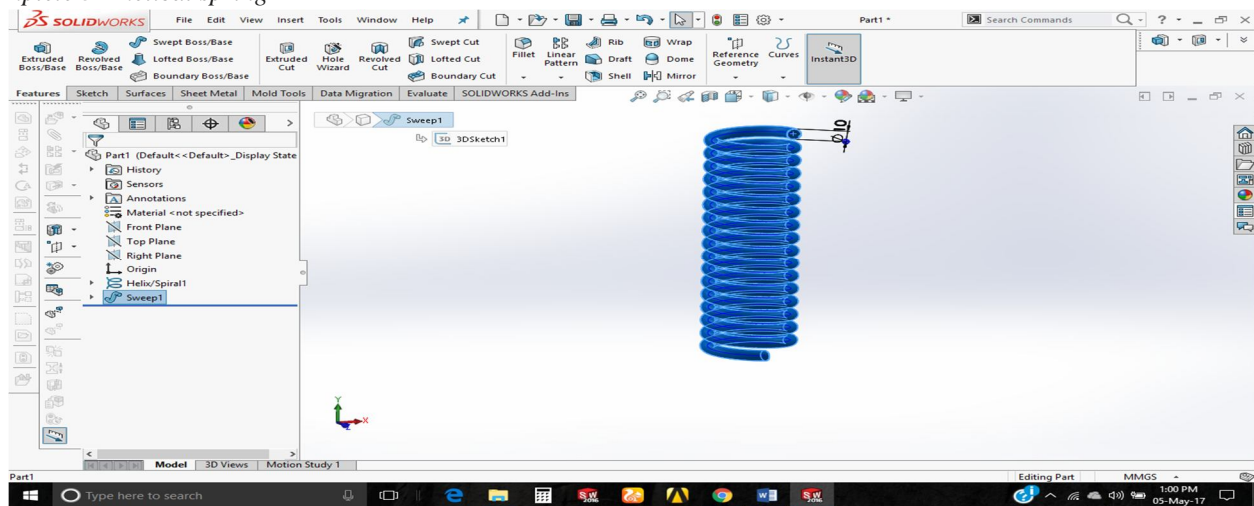 SOLIDWORKS File Edit View Insert Tools Window Help Part1 * Search Commands
Extruded Boss/Base
Revolved Boss/Base
Swept Boss/Base
Lofted Boss/Base
Boundary Boss/Base
Extruded Cut
Hole Wizard
Revolved Cut
Swept Cut
Lofted Cut
Boundary Cut
Fillet
Linear Pattern
Rib
Draft
Shell
Wrap
Dome
Mirror
Reference Geometry
Curves
Instant3D
Features Sketch Surfaces Sheet Metal Mold Tools Data Migration Evaluate SOLIDWORKS Add-Ins
Sweep1
3D 3DSketch1
Part1 (Default<<Default>_Display State
History
Sensors
Annotations
Material <not specified>
Front Plane
Top Plane
Right Plane
Origin
Helix/Spiral1
Sweep1
Ø10
Y
X
Model 3D Views Motion Study 1
Part1 Editing Part MMGS
Type here to search
1:00 PM
05-May-17